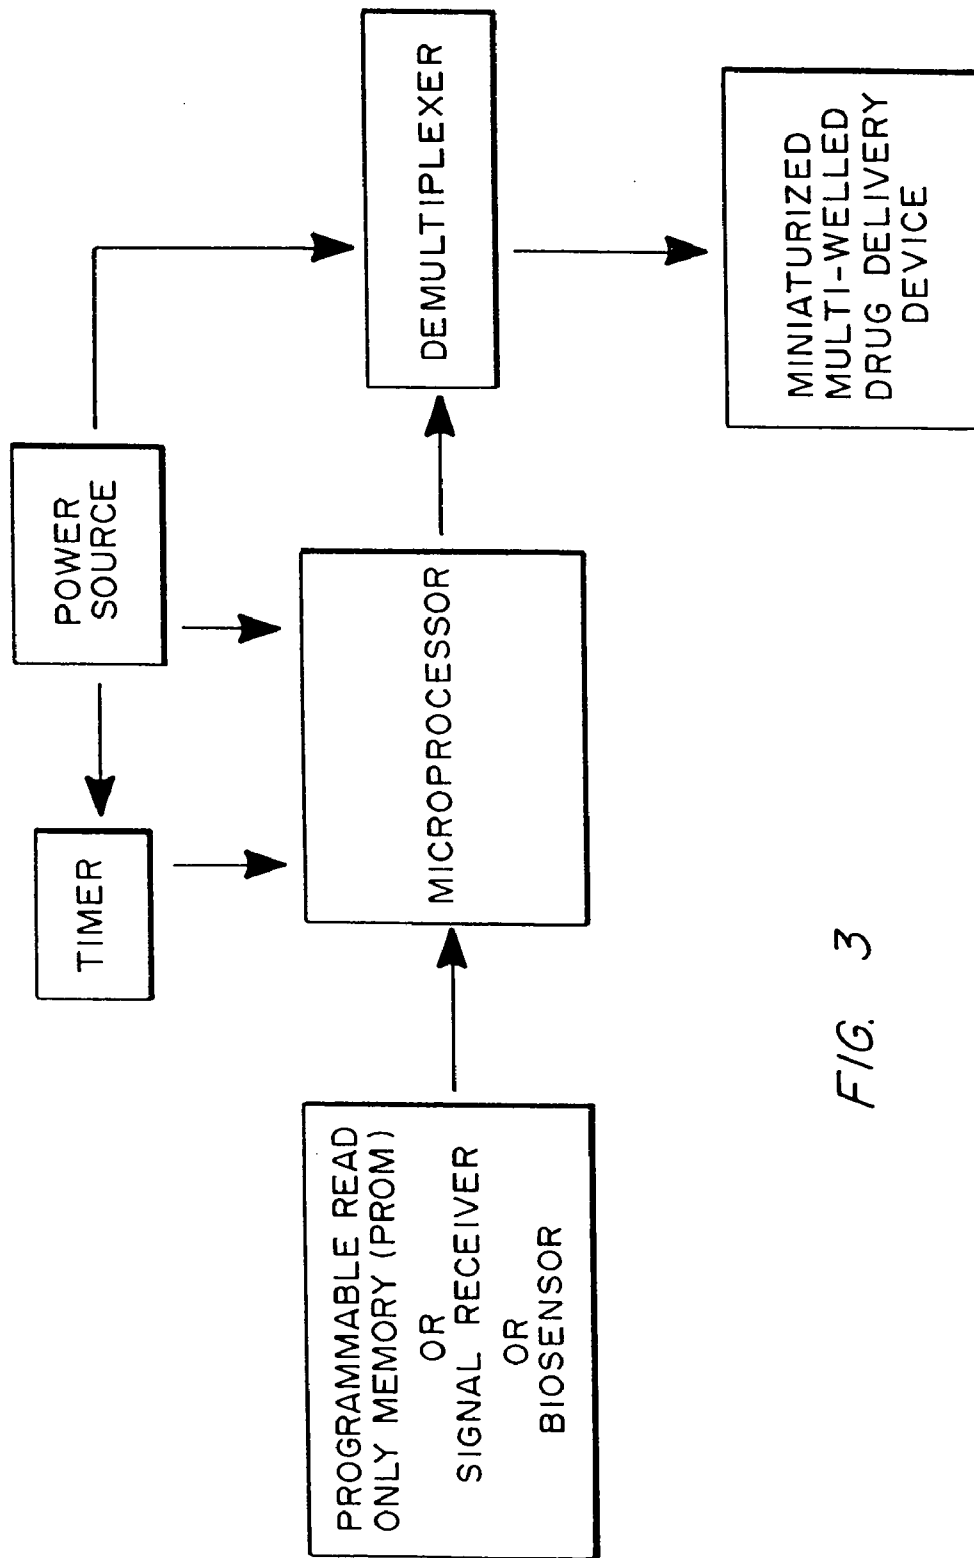 TIMER
POWER
SOURCE
PROGRAMMABLE READ
ONLY MEMORY (PROM)
OR
SIGNAL RECEIVER
OR
BIOSENSOR
MICROPROCESSOR
DEMULTIPLEXER
MINIATURIZED
MULTI-WELLED
DRUG DELIVERY
DEVICE
FIG. 3